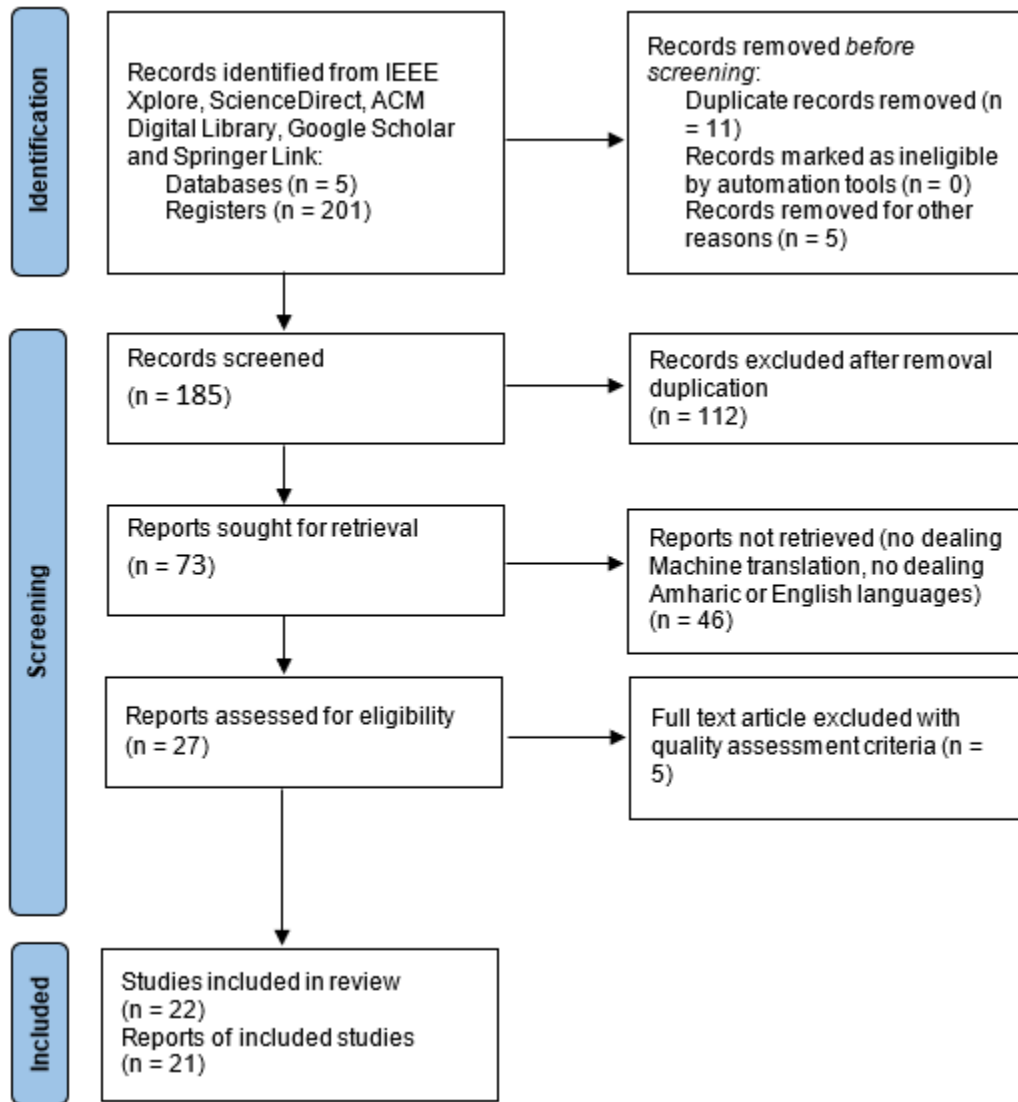 Identification
Records identified from IEEE
Xplore, ScienceDirect, ACM
Digital Library, Google Scholar
and Springer Link:
Databases (n = 5)
Registers (n = 201)
Records removed before
screening:
Duplicate records removed (n
= 11)
Records marked as ineligible
by automation tools (n = 0)
Records removed for other
reasons (n = 5)
Screening
Records screened
(n = 185)
Records excluded after removal
duplication
(n = 112)
Reports sought for retrieval
(n = 73)
Reports not retrieved (no dealing
Machine translation, no dealing
Amharic or English languages)
(n = 46)
Reports assessed for eligibility
(n = 27)
Full text article excluded with
quality assessment criteria (n =
5)
Included
Studies included in review
(n = 22)
Reports of included studies
(n = 21)